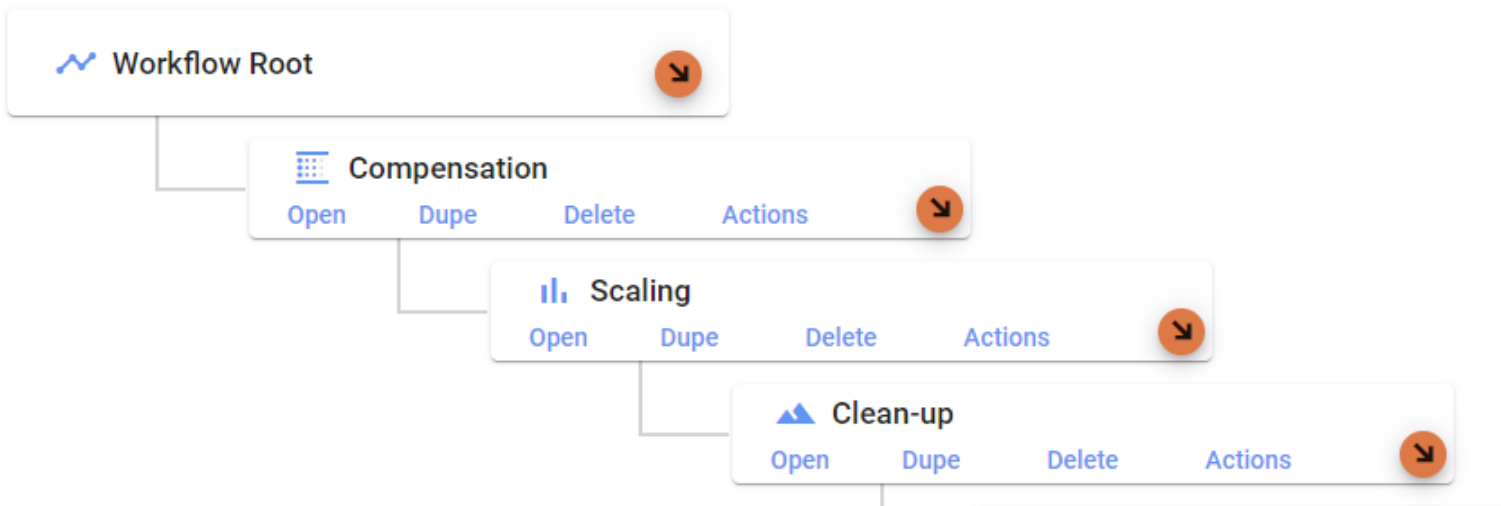 Workflow Root
Compensation
Open Dupe Delete Actions
Scaling
Open Dupe Delete Actions
Clean-up
Open Dupe Delete Actions